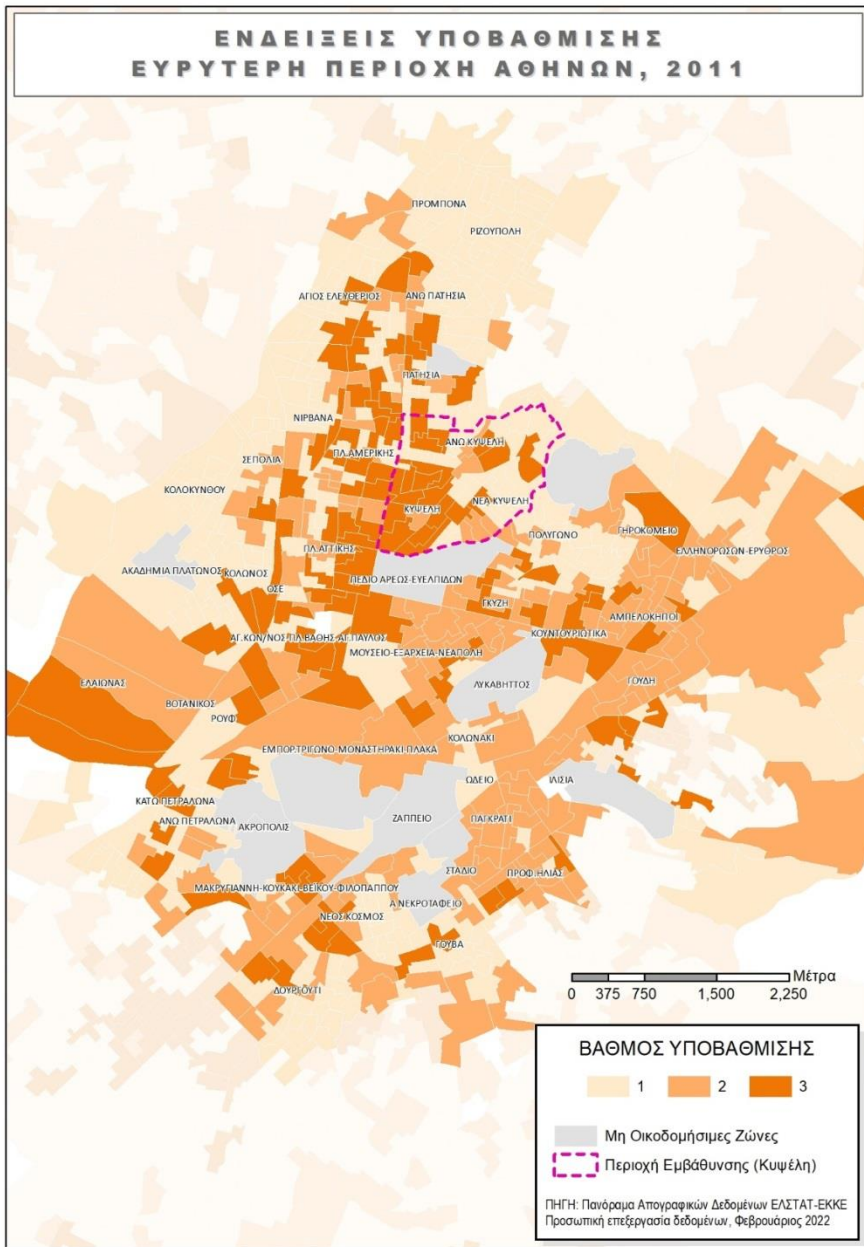 ΕΝΔΕΙΞΕΙΣ ΥΠΟΒΑΘΜΙΣΗΣ
ΕΥΡΥΤΕΡΗ ΠΕΡΙΟΧΗ ΑΘΗΝΩΝ, 2011
ΠΡΟΜΠΟΝΑ
ΡΙΖΟΥΠΟΛΗ
ΑΓΙΟΣ ΕΛΕΥΘΕΡΙΟΣ
ΑΝΩ ΠΑΤΗΣΙΑ
ΠΑΤΗΣΙΑ
ΝΙΡΒΑΝΑ
ΑΝΩ ΚΥΨΕΛΗ
ΠΛ.ΑΜΕΡΙΚΗΣ
ΣΕΠΟΛΙΑ
ΚΟΛΟΚΥΝΘΟΥ
ΝΕΑ ΚΥΨΕΛΗ
ΚΥΨΕΛΗ
ΓΗΡΟΚΟΜΕΙΟ
ΠΟΛΥΓΩΝΟ
ΠΛ.ΑΤΤΙΚΗΣ
ΕΛΛΗΝΟΡΩΣΩΝ-ΕΡΥΘΡΟΣ
ΑΚΑΔΗΜΙΑ ΠΛΑΤΩΝΟΣ
ΚΟΛΩΝΟΣ
ΠΕΔΙΟ ΑΡΕΩΣ-ΕΥΕΛΠΙΔΩΝ
ΟΣΕ
ΓΚΥΖΗ
ΑΜΠΕΛΟΚΗΠΟΙ
ΚΟΥΝΤΟΥΡΙΩΤΙΚΑ
ΑΓ.ΚΩΝ/ΝΟΣ-ΠΛ.ΒΑΘΗΣ-ΑΓ.ΠΑΥΛΟΣ
ΜΟΥΣΕΙΟ-ΕΞΑΡΧΕΙΑ-ΝΕΑΠΟΛΗ
ΕΛΑΙΩΝΑΣ
ΛΥΚΑΒΗΤΤΟΣ
ΓΟΥΔΗ
ΒΟΤΑΝΙΚΟΣ
ΡΟΥΦ
ΚΟΛΩΝΑΚΙ
ΕΜΠΟΡ.ΤΡΙΓΩΝΟ-ΜΟΝΑΣΤΗΡΑΚΙ-ΠΛΑΚΑ
ΩΔΕΙΟ
ΙΛΙΣΙΑ
ΚΑΤΩ ΠΕΤΡΑΛΩΝΑ
ΑΝΩ ΠΕΤΡΑΛΩΝΑ
ΑΚΡΟΠΟΛΙΣ
ΖΑΠΠΕΙΟ
ΠΑΓΚΡΑΤΙ
ΣΤΑΔΙΟ
ΠΡΟΦ.ΗΛΙΑΣ
ΜΑΚΡΥΓΙΑΝΝΗ-ΚΟΥΚΑΚΙ-ΒΕΪΚΟΥ-ΦΙΛΟΠΑΠΠΟΥ
Α ΝΕΚΡΟΤΑΦΕΙΟ
ΝΕΟΣ ΚΟΣΜΟΣ
ΓΟΥΒΑ
ΔΟΥΡΓΟΥΤΙ
Μέτρα
0 375 750 1,500 2,250
ΒΑΘΜΟΣ ΥΠΟΒΑΘΜΙΣΗΣ
1 2 3
Μη Οικοδομήσιμες Ζώνες
Περιοχή Εμβάθυνσης (Κυψέλη)
ΠΗΓΗ: Πανόραμα Απογραφικών Δεδομένων ΕΛΣΤΑΤ-ΕΚΚΕ
Προσωπική επεξεργασία δεδομένων, Φεβρουάριος 2022